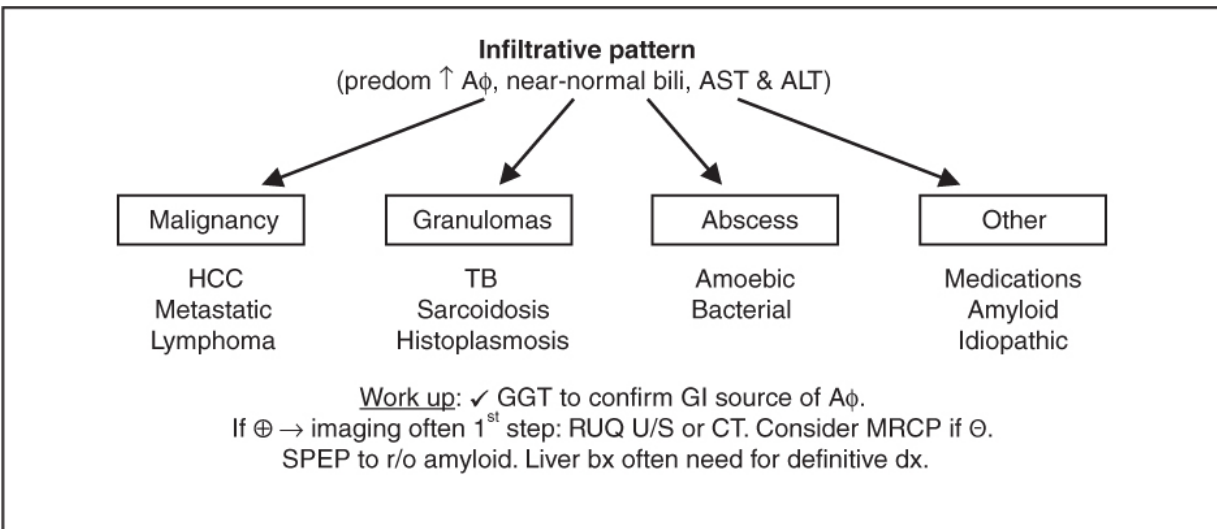 Infiltrative pattern
(predom ↑ Aϕ, near-normal bili, AST & ALT)
Malignancy
HCC
Metastatic
Lymphoma
Granulomas
TB
Sarcoidosis
Histoplasmosis
Abscess
Amoebic
Bacterial
Other
Medications
Amyloid
Idiopathic
Work up: ✓ GGT to confirm GI source of Aϕ.
If ⊕ → imaging often 1st step: RUQ U/S or CT. Consider MRCP if Θ.
SPEP to r/o amyloid. Liver bx often need for definitive dx.